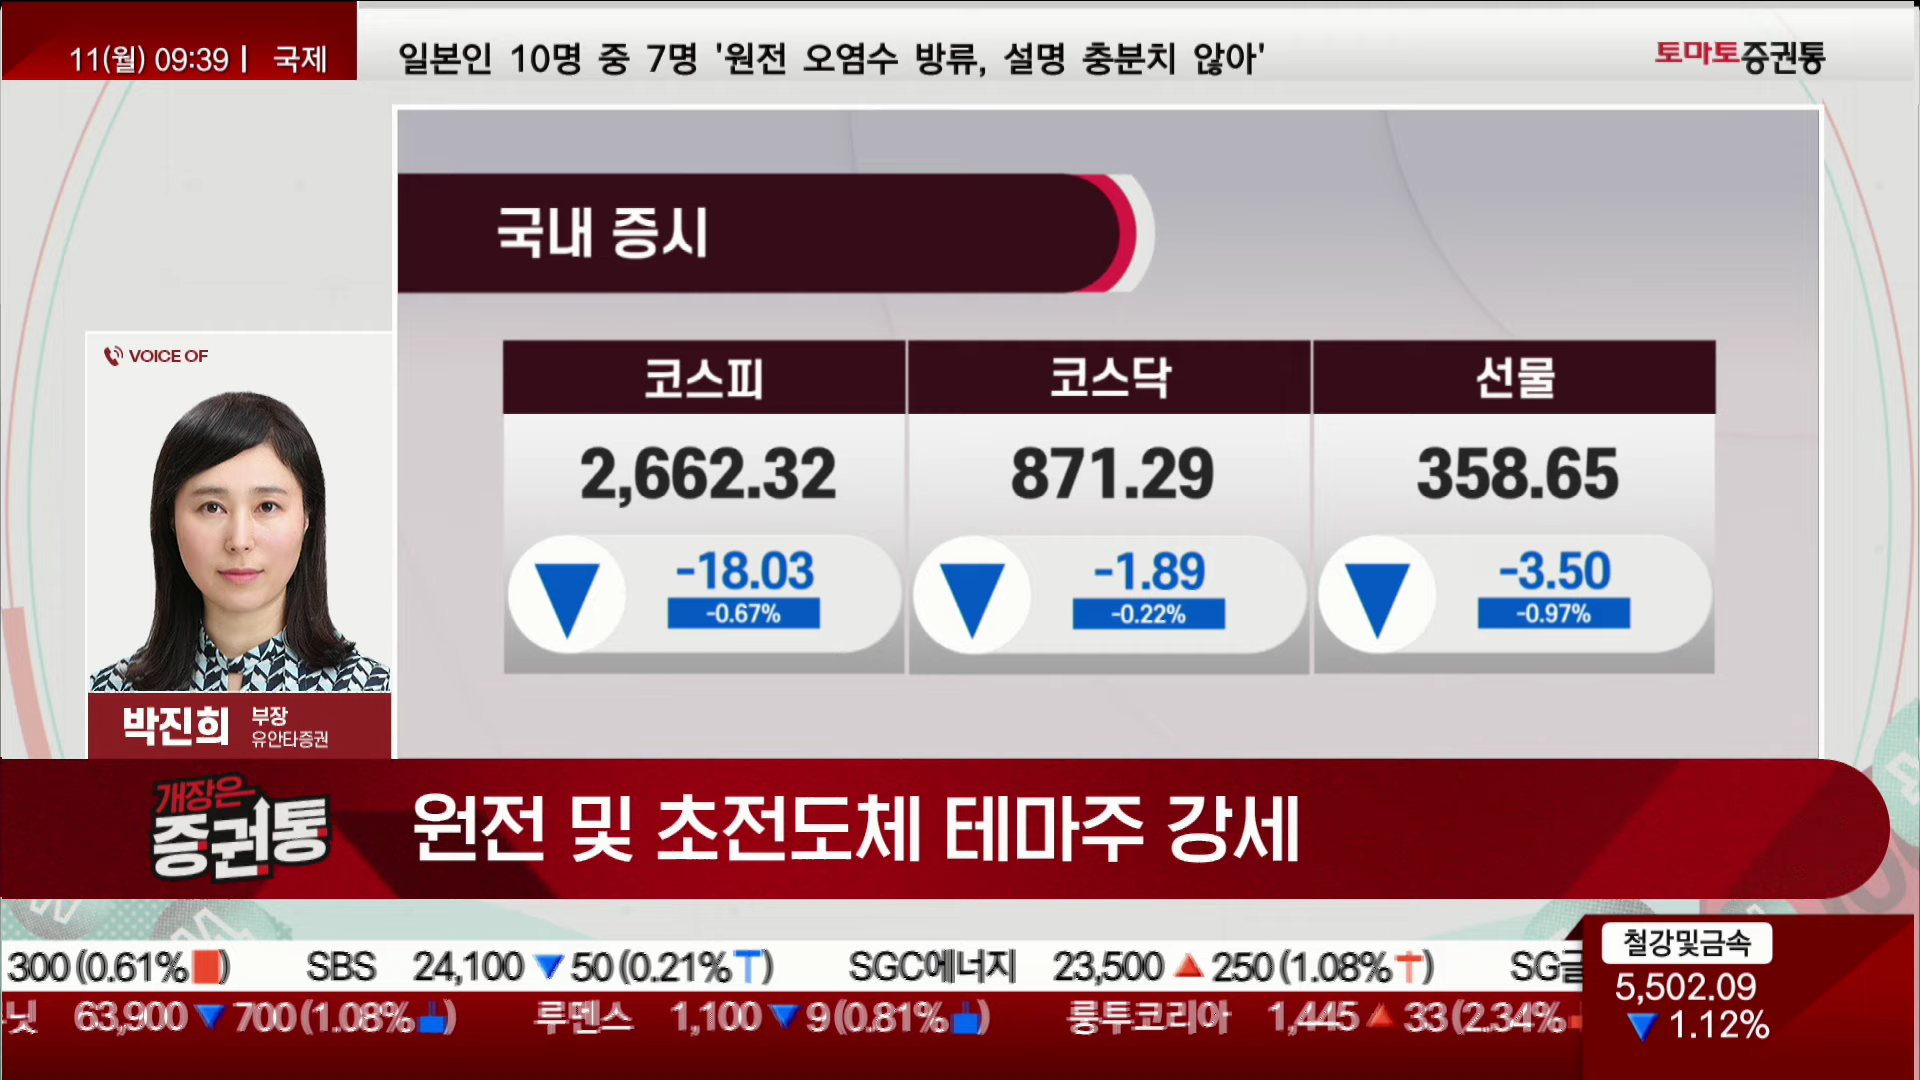 11(월) 09:39 | 국제
일본인 10명 중 7명 '원전 오염수 방류, 설명 충분치 않아'
토마토증권통
국내 증시
코스피
2,662.32
-18.03
-0.67%
코스닥
871.29
-1.89
-0.22%
선물
358.65
-3.50
-0.97%
VOICE OF
박진희 부장
유안타증권
개장은
증권통
원전 및 초전도체 테마주 강세
300(0.61%) SBS 24,100 ▼50(0.21%) SGC에너지 23,500 ▲250(1.08%) SG
닛 63,900 ▼700(1.08%) 루멘스 1,100 ▼9(0.81%) 룽투코리아 1,445 ▲33(2.34%
철강및금속
5,502.09
▼1.12%